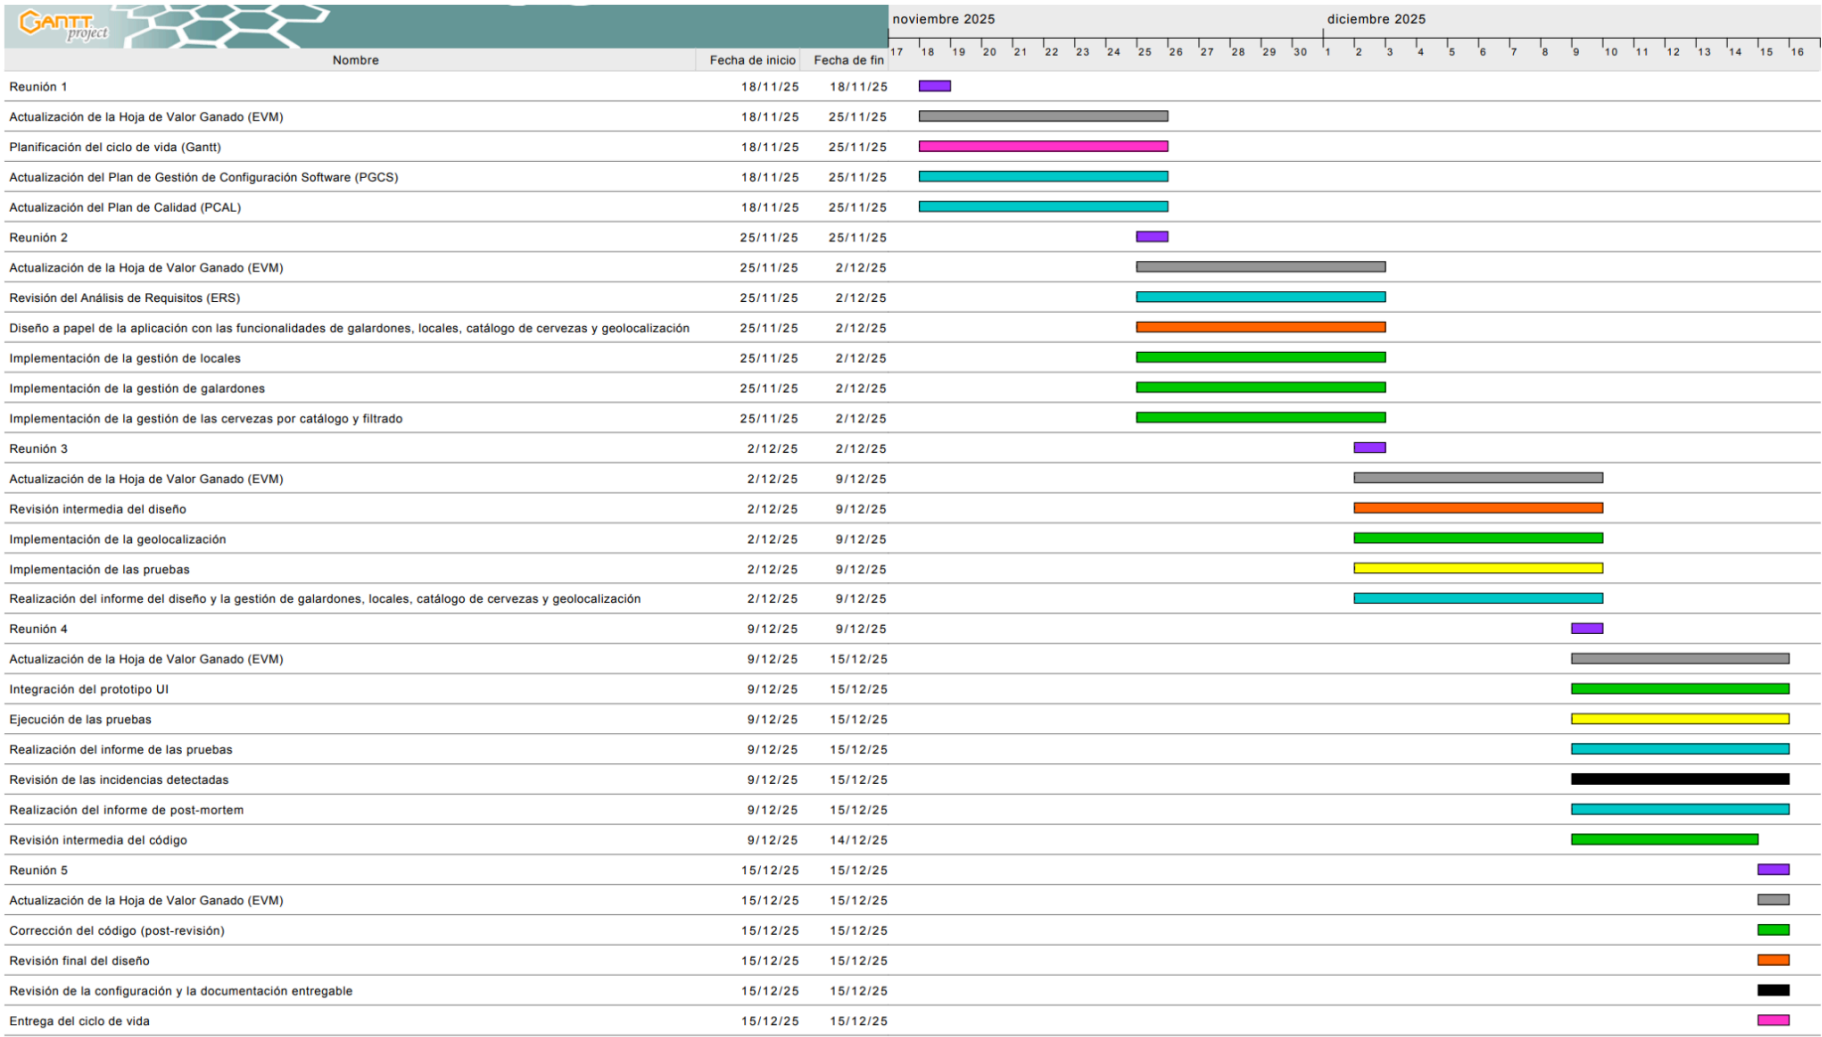 GANTT
project
noviembre 2025 diciembre 2025
Nombre Fecha de inicio Fecha de fin 17 18 19 20 21 22 23 24 25 26 27 28 29 30 1 2 3 4 5 6 7 8 9 10 11 12 13 14 15 16
Reunión 1 18/11/25 18/11/25
Actualización de la Hoja de Valor Ganado (EVM) 18/11/25 25/11/25
Planificación del ciclo de vida (Gantt) 18/11/25 25/11/25
Actualización del Plan de Gestión de Configuración Software (PGCS) 18/11/25 25/11/25
Actualización del Plan de Calidad (PCAL) 18/11/25 25/11/25
Reunión 2 25/11/25 25/11/25
Actualización de la Hoja de Valor Ganado (EVM) 25/11/25 2/12/25
Revisión del Análisis de Requisitos (ERS) 25/11/25 2/12/25
Diseño a papel de la aplicación con las funcionalidades de galardones, locales, catálogo de cervezas y geolocalización 25/11/25 2/12/25
Implementación de la gestión de locales 25/11/25 2/12/25
Implementación de la gestión de galardones 25/11/25 2/12/25
Implementación de la gestión de las cervezas por catálogo y filtrado 25/11/25 2/12/25
Reunión 3 2/12/25 2/12/25
Actualización de la Hoja de Valor Ganado (EVM) 2/12/25 9/12/25
Revisión intermedia del diseño 2/12/25 9/12/25
Implementación de la geolocalización 2/12/25 9/12/25
Implementación de las pruebas 2/12/25 9/12/25
Realización del informe del diseño y la gestión de galardones, locales, catálogo de cervezas y geolocalización 2/12/25 9/12/25
Reunión 4 9/12/25 9/12/25
Actualización de la Hoja de Valor Ganado (EVM) 9/12/25 15/12/25
Integración del prototipo UI 9/12/25 15/12/25
Ejecución de las pruebas 9/12/25 15/12/25
Realización del informe de las pruebas 9/12/25 15/12/25
Revisión de las incidencias detectadas 9/12/25 15/12/25
Realización del informe de post-mortem 9/12/25 15/12/25
Revisión intermedia del código 9/12/25 14/12/25
Reunión 5 15/12/25 15/12/25
Actualización de la Hoja de Valor Ganado (EVM) 15/12/25 15/12/25
Corrección del código (post-revisión) 15/12/25 15/12/25
Revisión final del diseño 15/12/25 15/12/25
Revisión de la configuración y la documentación entregable 15/12/25 15/12/25
Entrega del ciclo de vida 15/12/25 15/12/25